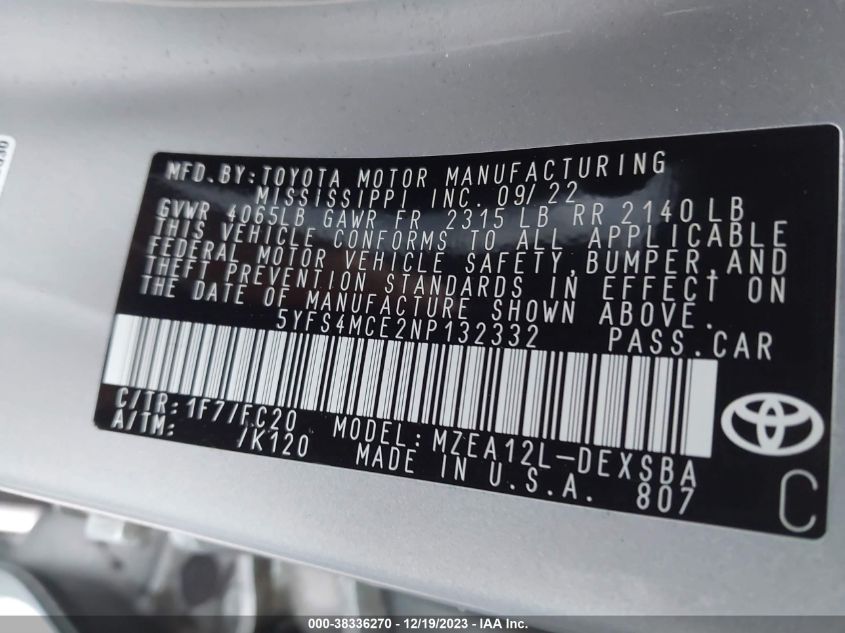 MFD.BY:TOYOTA MOTOR MANUFACTURING
MISSISSIPPI INC. 09/22
GVWR 4065LB GAWR FR 2315 LB RR 2140 LB
THIS VEHICLE CONFORMS TO ALL APPLICABLE
FEDERAL MOTOR VEHICLE SAFETY,BUMPER,AND
THEFT PREVENTION STANDARDS IN EFFECT ON
THE DATE OF MANUFACTURE SHOWN ABOVE.
5YFS4MCE2NP132332 PASS.CAR
C/TR:1F7/FC20 MODEL:MZEA12L-DEXSBA
A/TM: /K120 MADE IN U.S.A. 807
C
000-38336270 - 12/19/2023 - IAA Inc.